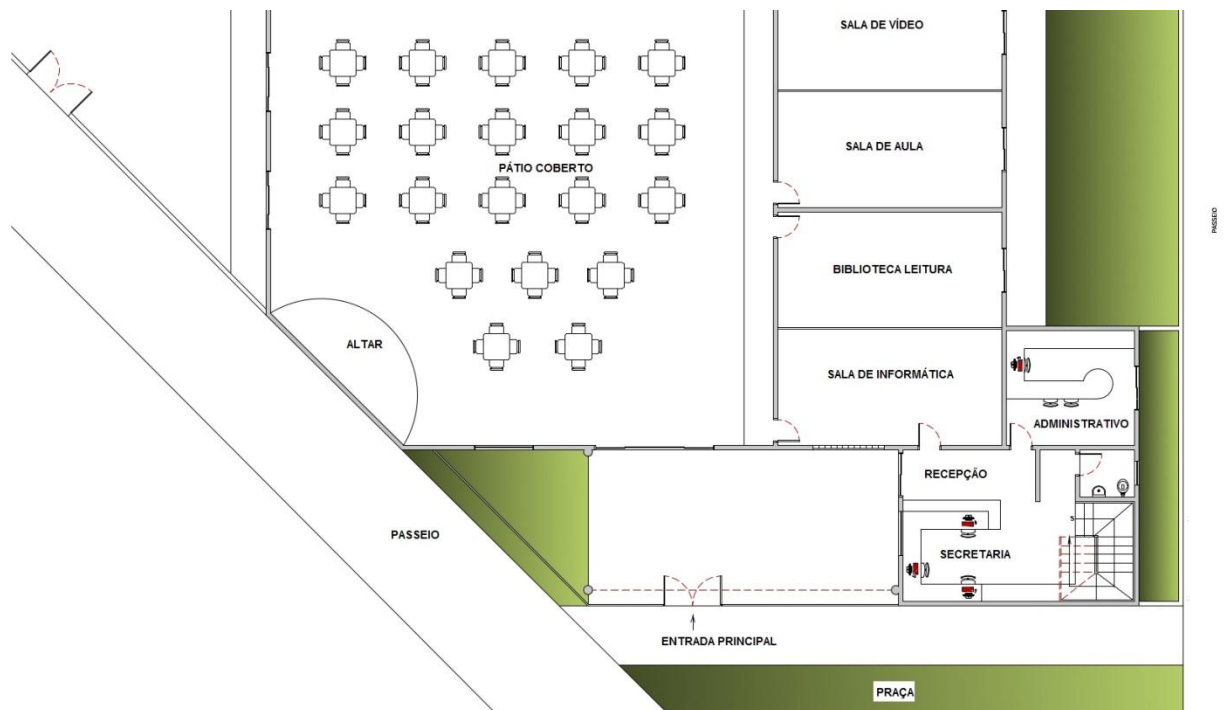 SALA DE VÍDEO
SALA DE AULA
PÁTIO COBERTO
PASSEIO
BIBLIOTECA LEITURA
ALTAR
SALA DE INFORMÁTICA
ADMINISTRATIVO
RECEPÇÃO
PASSEIO
S
SECRETARIA
ENTRADA PRINCIPAL
PRAÇA